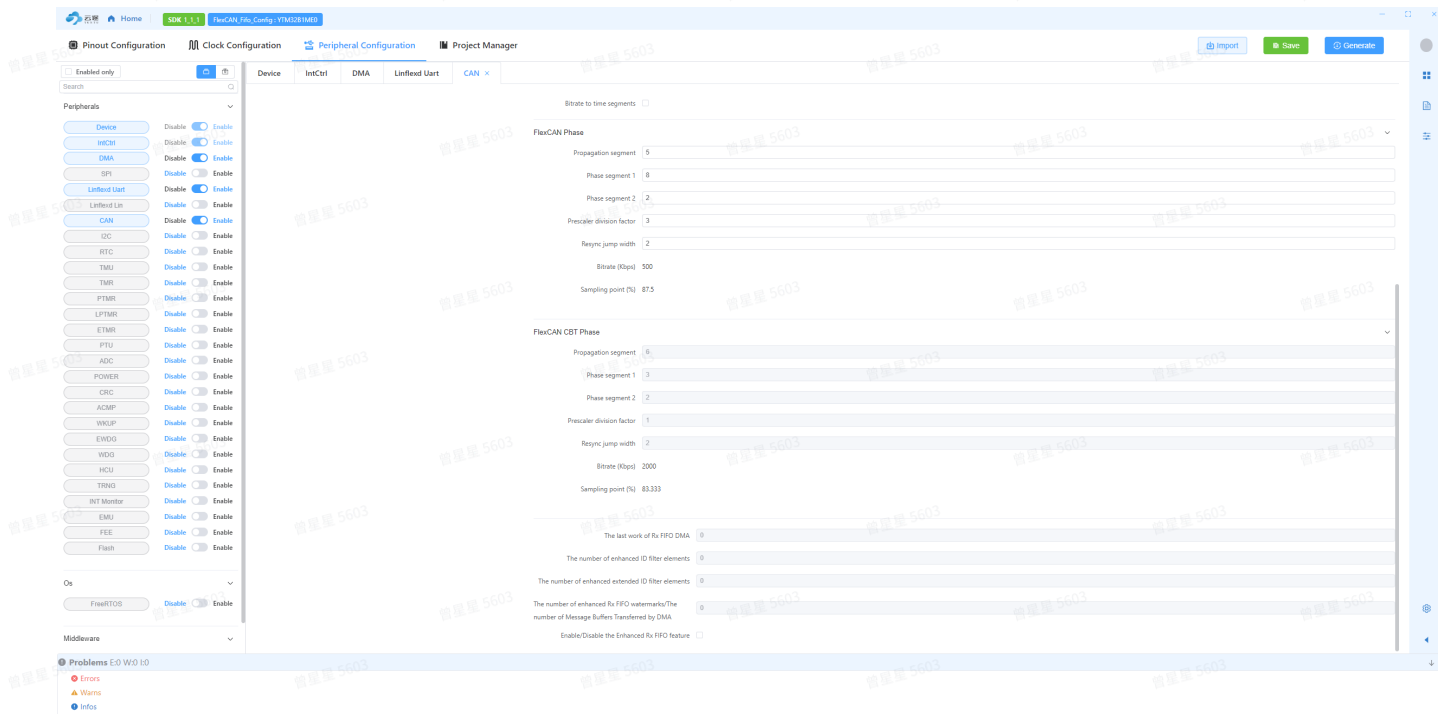 云途 Home SDK 1_1_1 FlexCAN_Fifo_Config : YTM32B1ME0
Pinout Configuration Clock Configuration Peripheral Configuration Project Manager Import Save Generate
Enabled only
Device IntCtrl DMA Linflexd Uart CAN ×
Search
Peripherals
Device Disable Enable
IntCtrl Disable Enable
DMA Disable Enable
SPI Disable Enable
Linflexd Uart Disable Enable
Linflexd Lin Disable Enable
CAN Disable Enable
I2C Disable Enable
RTC Disable Enable
TMU Disable Enable
TMR Disable Enable
PTMR Disable Enable
LPTMR Disable Enable
ETMR Disable Enable
PTU Disable Enable
ADC Disable Enable
POWER Disable Enable
CRC Disable Enable
ACMP Disable Enable
WKUP Disable Enable
EWDG Disable Enable
WDG Disable Enable
HCU Disable Enable
TRNG Disable Enable
INT Monitor Disable Enable
EMU Disable Enable
FEE Disable Enable
Flash Disable Enable
Os
FreeRTOS Disable Enable
Middleware
Bitrate to time segments
FlexCAN Phase
Propagation segment 5
Phase segment 1 8
Phase segment 2 2
Prescaler division factor 3
Resync jump width 2
Bitrate (Kbps) 500
Sampling point (%) 87.5
FlexCAN CBT Phase
Propagation segment 6
Phase segment 1 3
Phase segment 2 2
Prescaler division factor 1
Resync jump width 2
Bitrate (Kbps) 2000
Sampling point (%) 83.333
The last work of Rx FIFO DMA 0
The number of enhanced ID filter elements 0
The number of enhanced extended ID filter elements 0
The number of enhanced Rx FIFO watermarks/The
number of Message Buffers Transferred by DMA 0
Enable/Disable the Enhanced Rx FIFO feature
Problems E:0 W:0 I:0
Errors
Warns
Infos
曾星星 5603